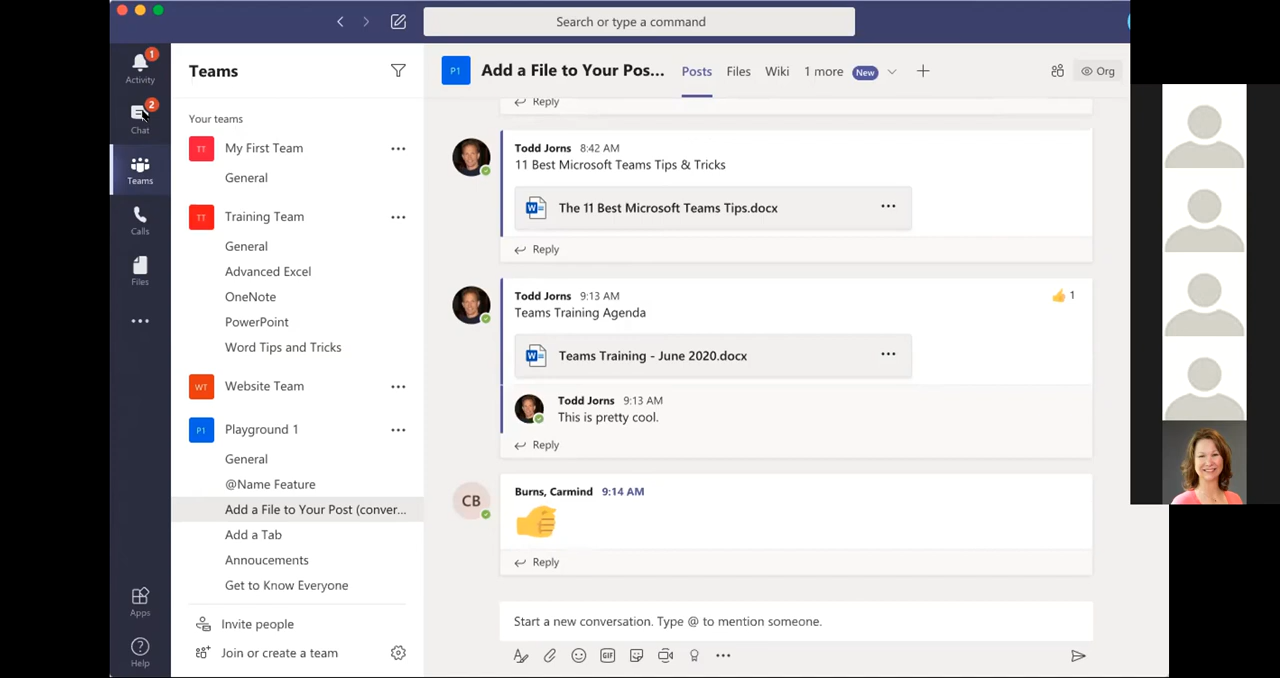 Search or type a command
1
Activity
2
Chat
Teams
Calls
Files
Apps
Help
Teams
Your teams
TT My First Team
General
TT Training Team
General
Advanced Excel
OneNote
PowerPoint
Word Tips and Tricks
WT Website Team
P1 Playground 1
General
@Name Feature
Add a File to Your Post (conver...
Add a Tab
Annoucements
Get to Know Everyone
Invite people
Join or create a team
P1 Add a File to Your Pos... Posts Files Wiki 1 more New Org
Reply
Todd Jorns 8:42 AM
11 Best Microsoft Teams Tips & Tricks
The 11 Best Microsoft Teams Tips.docx
Reply
Todd Jorns 9:13 AM 1
Teams Training Agenda
Teams Training - June 2020.docx
Todd Jorns 9:13 AM
This is pretty cool.
Reply
CB Burns, Carmind 9:14 AM
Reply
Start a new conversation. Type @ to mention someone.
GIF